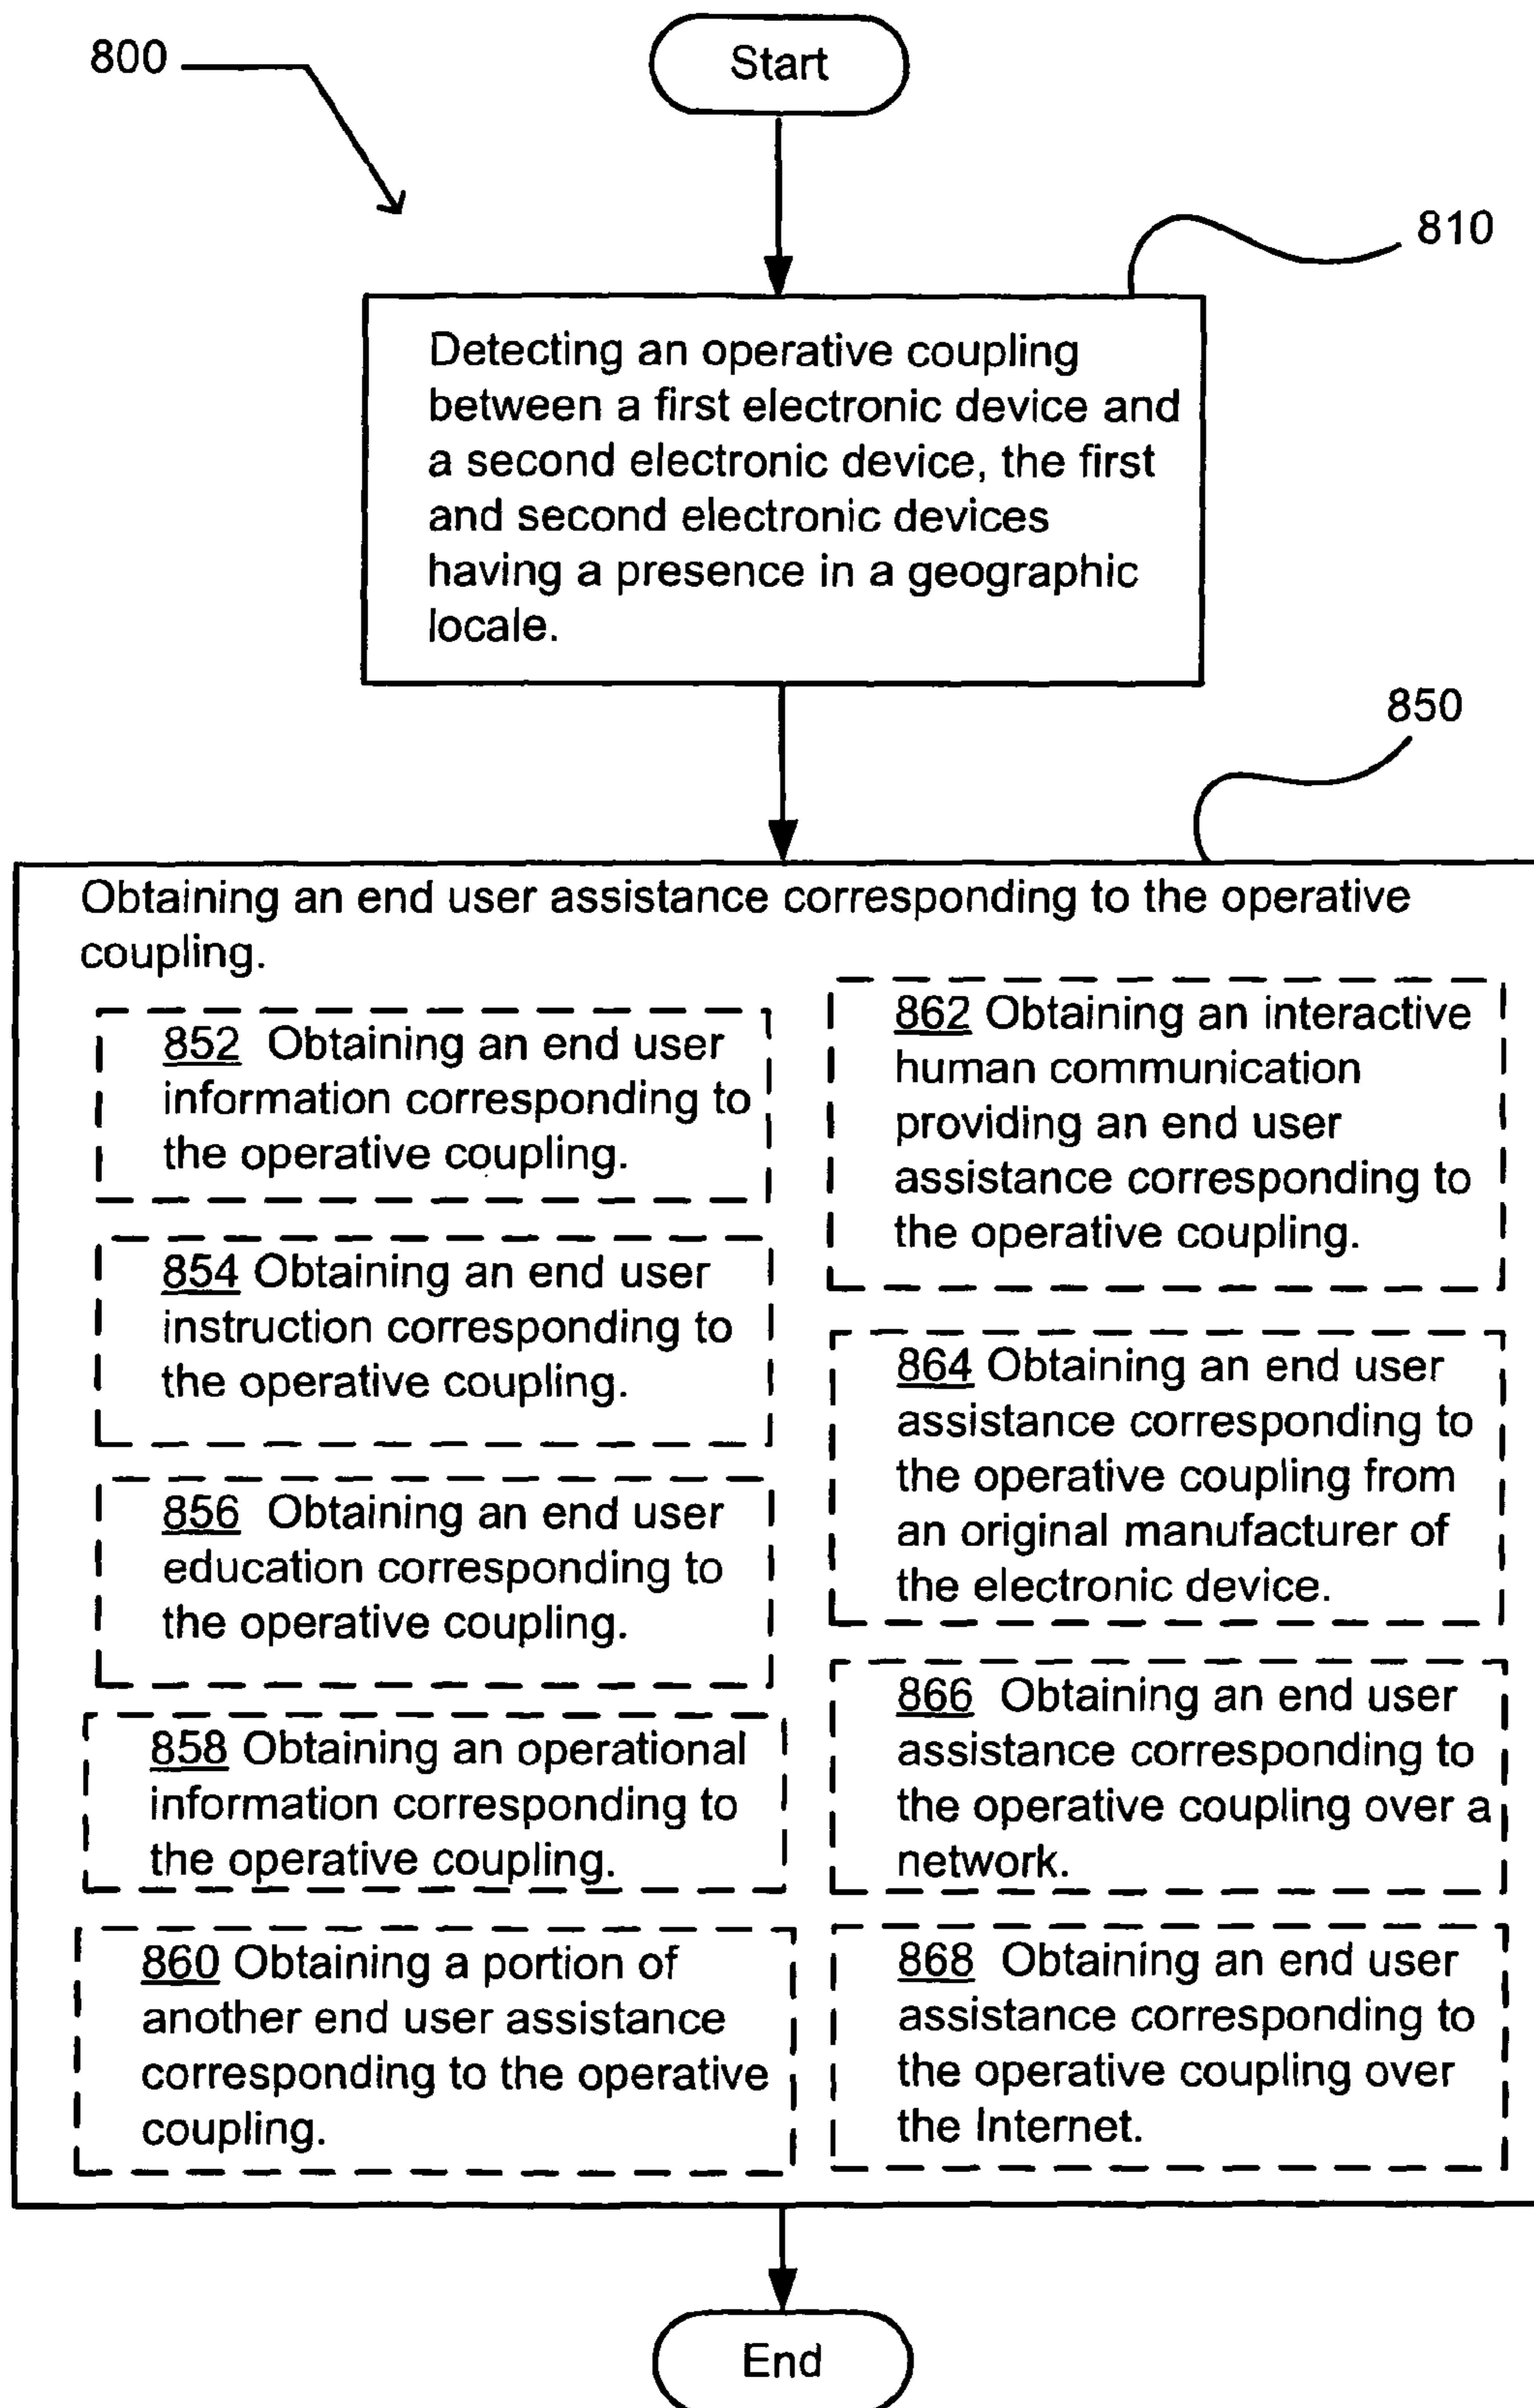 800
Start
810
Detecting an operative coupling
between a first electronic device and
a second electronic device, the first
and second electronic devices
having a presence in a geographic
locale.
850
Obtaining an end user assistance corresponding to the operative
coupling.
852 Obtaining an end user
information corresponding to
the operative coupling.
854 Obtaining an end user
instruction corresponding to
the operative coupling.
856 Obtaining an end user
education corresponding to
the operative coupling.
858 Obtaining an operational
information corresponding to
the operative coupling.
860 Obtaining a portion of
another end user assistance
corresponding to the operative
coupling.
862 Obtaining an interactive
human communication
providing an end user
assistance corresponding to
the operative coupling.
864 Obtaining an end user
assistance corresponding to
the operative coupling from
an original manufacturer of
the electronic device.
866 Obtaining an end user
assistance corresponding to
the operative coupling over a
network.
868 Obtaining an end user
assistance corresponding to
the operative coupling over
the Internet.
End